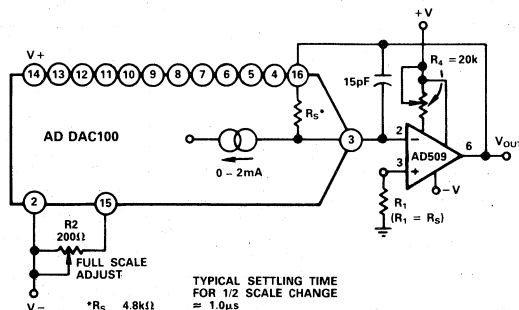 +V
V+
14 13 12 11 10 9 8 7 6 5 4 16
15pF
R4 = 20k
AD DAC100
RS*
3
2 –
AD509
6
VOUT
0 – 2mA
3 +
–V
R1
(R1 = RS)
2
15
R2
200Ω
FULL SCALE
ADJUST
TYPICAL SETTLING TIME
FOR 1/2 SCALE CHANGE
≈ 1.0μs
V–
*RS 4.8kΩ